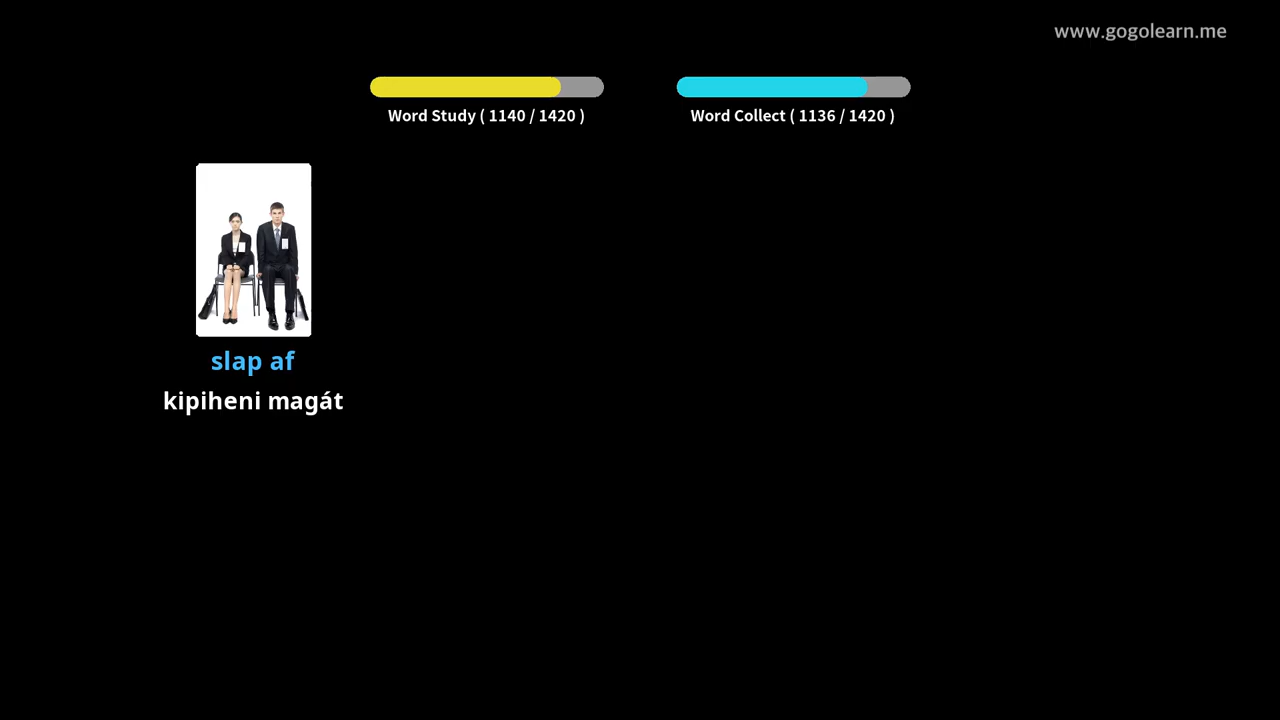 www.gogolearn.me
Word Study ( 1140 / 1420 )
Word Collect ( 1136 / 1420 )
slap af
kipiheni magát